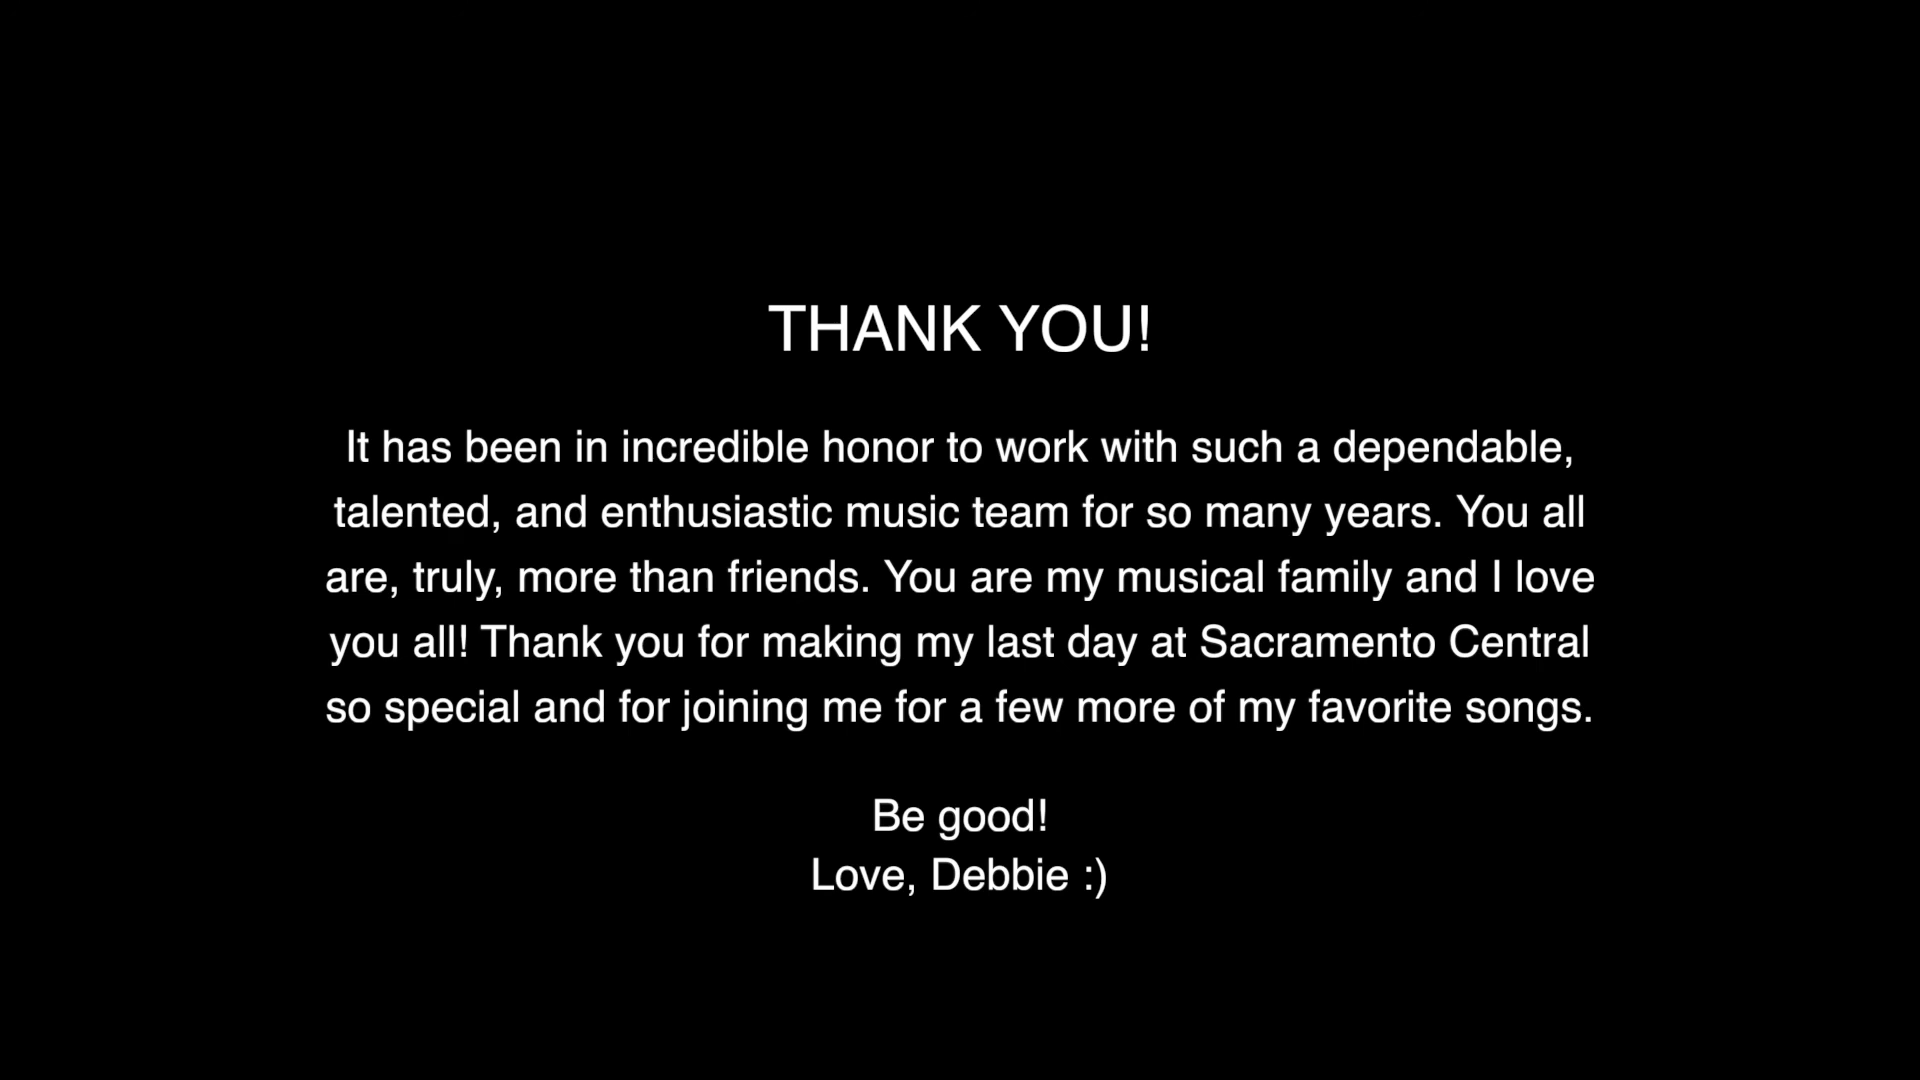 THANK YOU!
It has been in incredible honor to work with such a dependable,
talented, and enthusiastic music team for so many years. You all
are, truly, more than friends. You are my musical family and I love
you all! Thank you for making my last day at Sacramento Central
so special and for joining me for a few more of my favorite songs.
Be good!
Love, Debbie :)